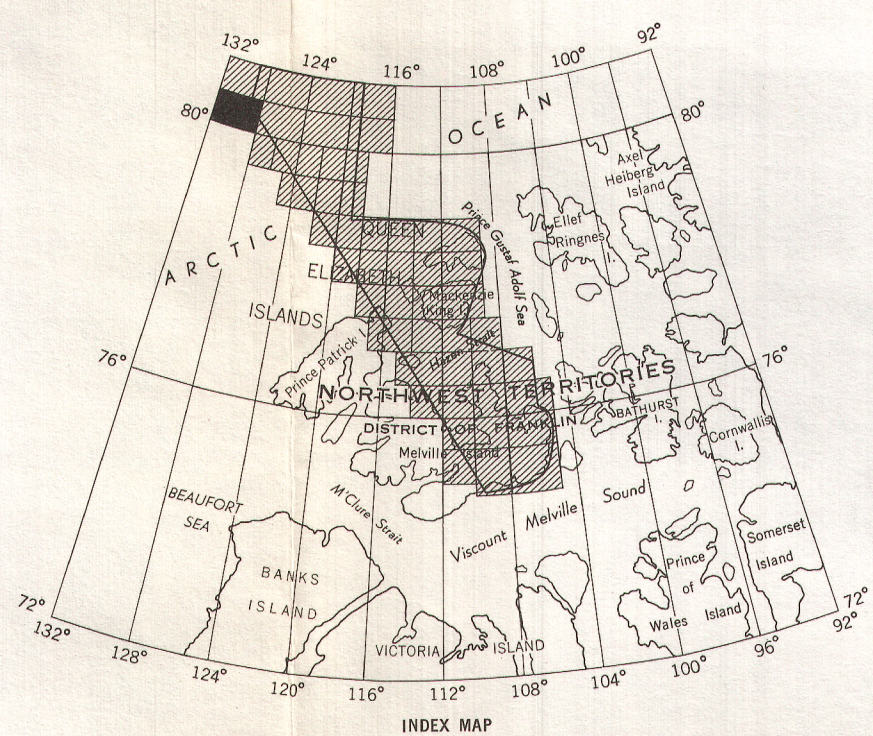 132°
124°
116°
108°
100°
92°
80°
80°
OCEAN
ARCTIC
Axel
Heiberg
Island
Ellef
Ringnes
I.
Prince Gustaf Adolf Sea
QUEEN
ELIZABETH
ISLANDS
Mackenzie
King I.
Hazen Strait
Prince Patrick I.
76°
76°
NORTHWEST TERRITORIES
DISTRICT OF FRANKLIN
BATHURST
I.
Cornwallis
I.
Melville Island
BEAUFORT
SEA
M'Clure Strait
Viscount Melville Sound
Somerset
Island
Prince
of
Wales Island
BANKS
ISLAND
VICTORIA ISLAND
72°
132°
128°
124°
120°
116°
112°
108°
104°
100°
96°
92°
72°
INDEX MAP